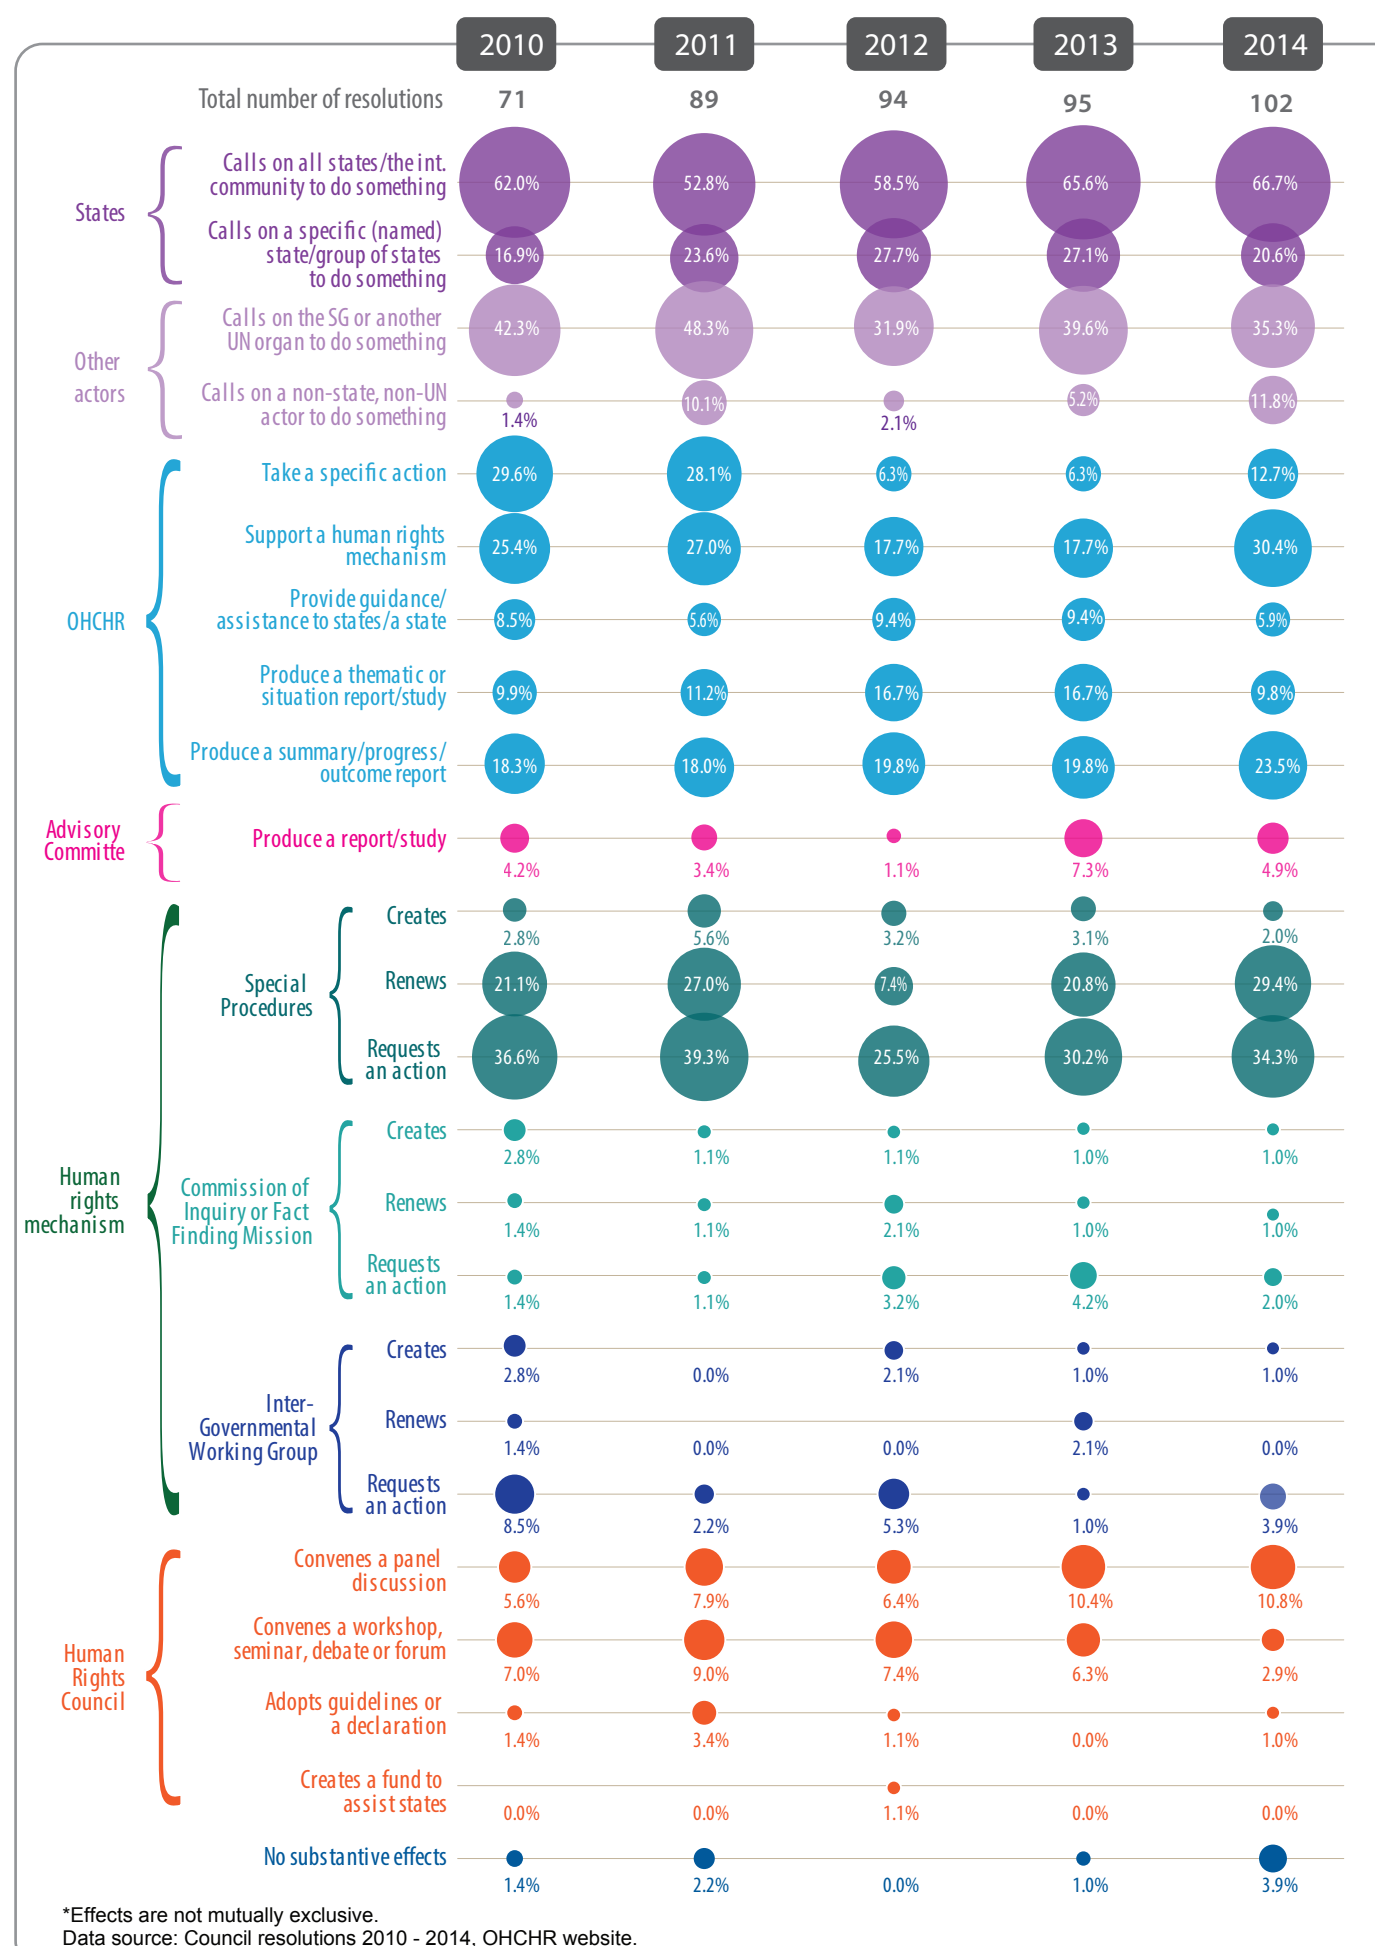 2010 2011 2012 2013 2014
Total number of resolutions 71 89 94 95 102
States
Calls on all states/the int.
community to do something
62.0% 52.8% 58.5% 65.6% 66.7%
Calls on a specific (named)
state/group of states
to do something
16.9% 23.6% 27.7% 27.1% 20.6%
Other
actors
Calls on the SG or another
UN organ to do something
42.3% 48.3% 31.9% 39.6% 35.3%
Calls on a non-state, non-UN
actor to do something
1.4% 10.1% 2.1% 5.2% 11.8%
OHCHR
Take a specific action
29.6% 28.1% 6.3% 6.3% 12.7%
Support a human rights
mechanism
25.4% 27.0% 17.7% 17.7% 30.4%
Provide guidance/
assistance to states/a state
8.5% 5.6% 9.4% 9.4% 5.9%
Produce a thematic or
situation report/study
9.9% 11.2% 16.7% 16.7% 9.8%
Produce a summary/progress/
outcome report
18.3% 18.0% 19.8% 19.8% 23.5%
Advisory
Committe
Produce a report/study
4.2% 3.4% 1.1% 7.3% 4.9%
Human
rights
mechanism
Special
Procedures
Creates
2.8% 5.6% 3.2% 3.1% 2.0%
Renews
21.1% 27.0% 7.4% 20.8% 29.4%
Requests
an action
36.6% 39.3% 25.5% 30.2% 34.3%
Commission of
Inquiry or Fact
Finding Mission
Creates
2.8% 1.1% 1.1% 1.0% 1.0%
Renews
1.4% 1.1% 2.1% 1.0% 1.0%
Requests
an action
1.4% 1.1% 3.2% 4.2% 2.0%
Inter-
Governmental
Working Group
Creates
2.8% 0.0% 2.1% 1.0% 1.0%
Renews
1.4% 0.0% 0.0% 2.1% 0.0%
Requests
an action
8.5% 2.2% 5.3% 1.0% 3.9%
Human
Rights
Council
Convenes a panel
discussion
5.6% 7.9% 6.4% 10.4% 10.8%
Convenes a workshop,
seminar, debate or forum
7.0% 9.0% 7.4% 6.3% 2.9%
Adopts guidelines or
a declaration
1.4% 3.4% 1.1% 0.0% 1.0%
Creates a fund to
assist states
0.0% 0.0% 1.1% 0.0% 0.0%
No substantive effects
1.4% 2.2% 0.0% 1.0% 3.9%
*Effects are not mutually exclusive.
Data source: Council resolutions 2010 - 2014, OHCHR website.